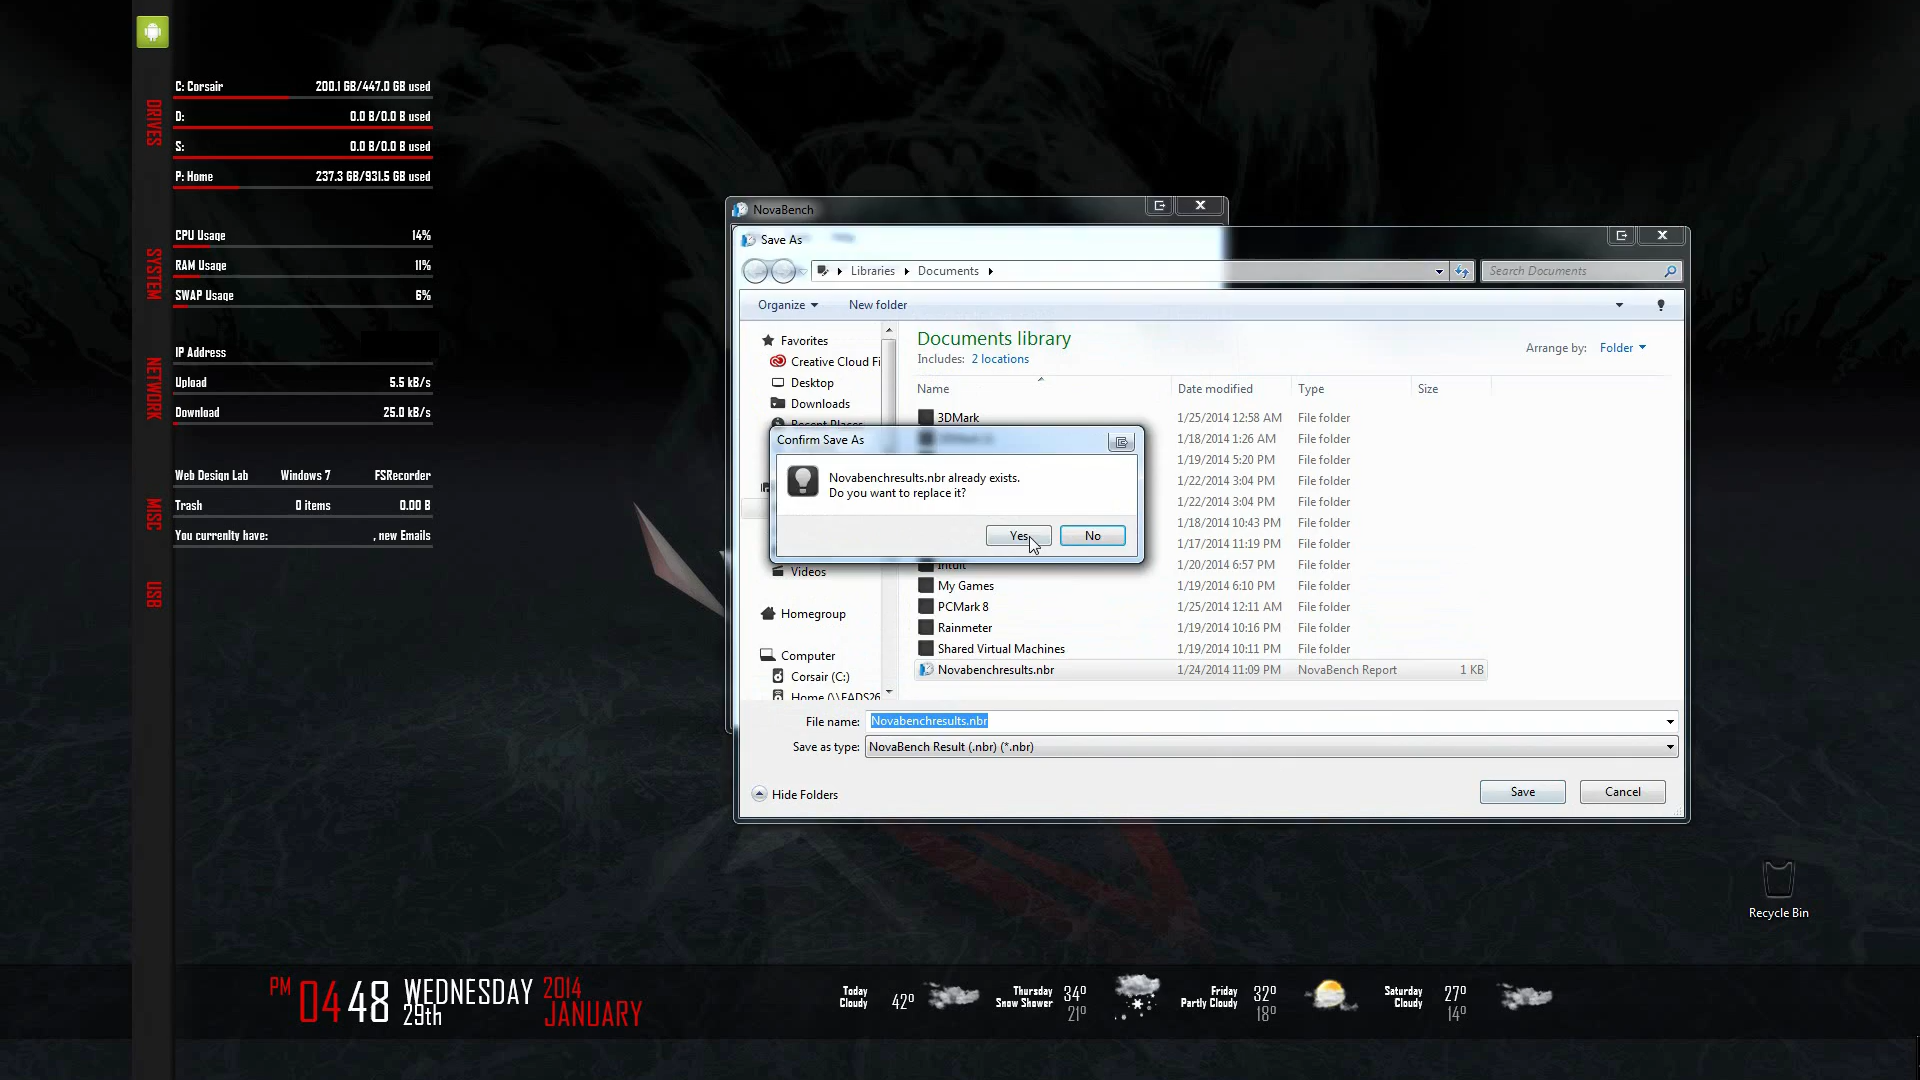 DRIVES
C: Corsair 200.1 GB/447.0 GB used
D: 0.0 B/0.0 B used
S: 0.0 B/0.0 B used
P: Home 237.3 GB/931.5 GB used
SYSTEM
CPU Usage 14%
RAM Usage 11%
SWAP Usage 6%
NETWORK
IP Address
Upload 5.5 kB/s
Download 25.0 kB/s
MISC
Web Design Lab Windows 7 FSRecorder
Trash 0 items 0.00 B
You currenlty have: , new Emails
USB
NovaBench
Save As
Libraries Documents
Search Documents
Organize New folder
Documents library
Includes: 2 locations
Arrange by: Folder
Favorites
Creative Cloud Fi
Desktop
Downloads
Recent Places
Videos
Homegroup
Computer
Corsair (C:)
Home (\\FADS26
Name Date modified Type Size
3DMark 1/25/2014 12:58 AM File folder
1/18/2014 1:26 AM File folder
1/19/2014 5:20 PM File folder
1/22/2014 3:04 PM File folder
1/22/2014 3:04 PM File folder
1/18/2014 10:43 PM File folder
1/17/2014 11:19 PM File folder
Intuit 1/20/2014 6:57 PM File folder
My Games 1/19/2014 6:10 PM File folder
PCMark 8 1/25/2014 12:11 AM File folder
Rainmeter 1/19/2014 10:16 PM File folder
Shared Virtual Machines 1/19/2014 10:11 PM File folder
Novabenchresults.nbr 1/24/2014 11:09 PM NovaBench Report 1 KB
Confirm Save As
Novabenchresults.nbr already exists.
Do you want to replace it?
Yes No
File name: Novabenchresults.nbr
Save as type: NovaBench Result (.nbr) (*.nbr)
Hide Folders
Save Cancel
Recycle Bin
PM 04 48 WEDNESDAY 2014
29th JANUARY
Today
Cloudy
42°
Thursday
Snow Shower
34°
21°
Friday
Partly Cloudy
32°
18°
Saturday
Cloudy
27°
14°